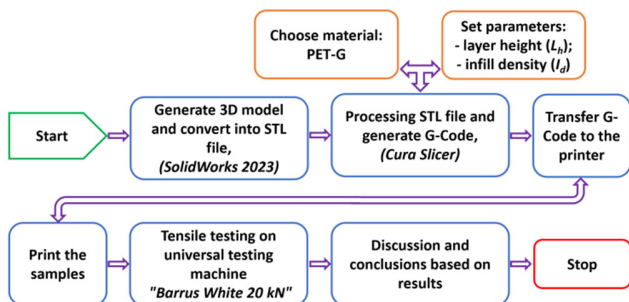 Choose material:
PET-G
Set parameters:
- layer height (Lh);
- infill density (Id)
Start
Generate 3D model
and convert into STL
file,
(SolidWorks 2023)
Processing STL file and
generate G-Code,
(Cura Slicer)
Transfer G-
Code to the
printer
Print the
samples
Tensile testing on
universal testing
machine
"Barrus White 20 kN"
Discussion and
conclusions based on
results
Stop